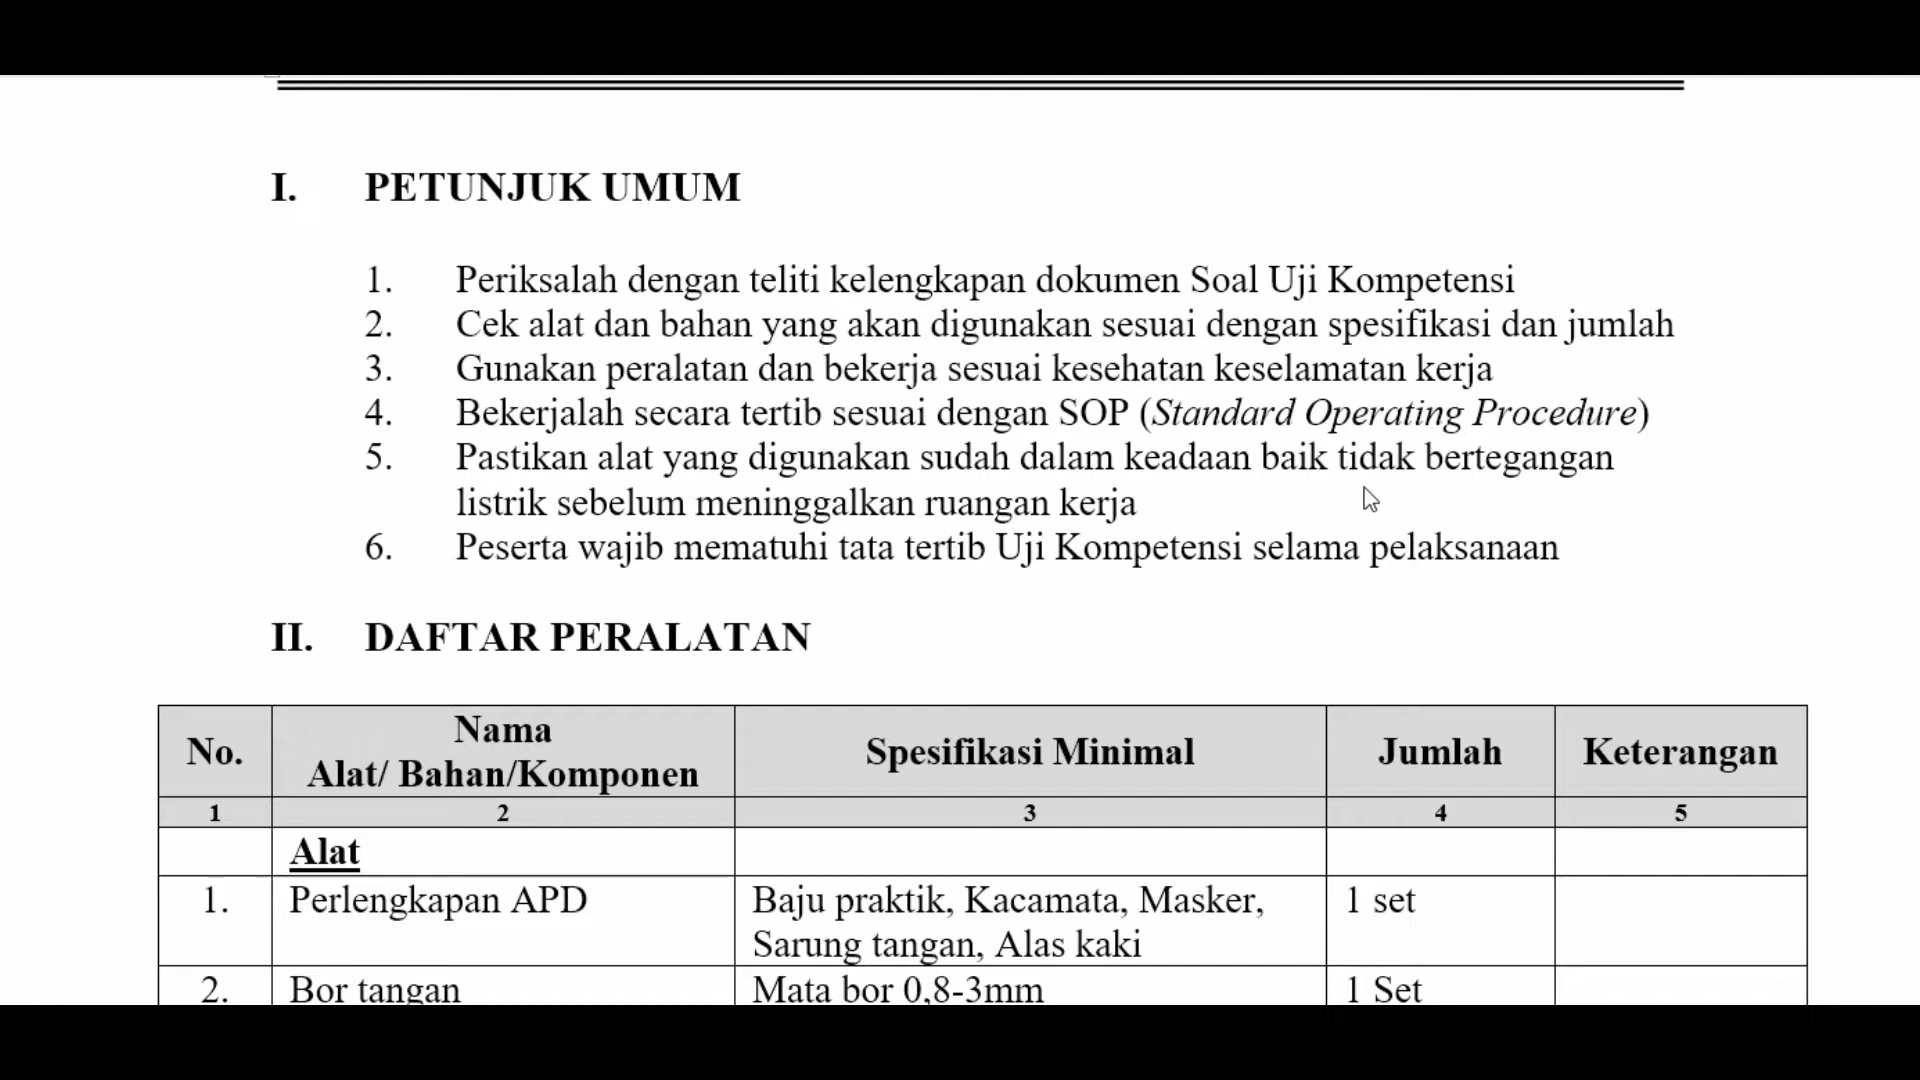 I. PETUNJUK UMUM
1. Periksalah dengan teliti kelengkapan dokumen Soal Uji Kompetensi
2. Cek alat dan bahan yang akan digunakan sesuai dengan spesifikasi dan jumlah
3. Gunakan peralatan dan bekerja sesuai kesehatan keselamatan kerja
4. Bekerjalah secara tertib sesuai dengan SOP (Standard Operating Procedure)
5. Pastikan alat yang digunakan sudah dalam keadaan baik tidak bertegangan
listrik sebelum meninggalkan ruangan kerja
6. Peserta wajib mematuhi tata tertib Uji Kompetensi selama pelaksanaan
II. DAFTAR PERALATAN
No. Nama Alat/ Bahan/Komponen Spesifikasi Minimal Jumlah Keterangan
1 2 3 4 5
Alat
1. Perlengkapan APD Baju praktik, Kacamata, Masker, 1 set
Sarung tangan, Alas kaki
2. Bor tangan Mata bor 0,8-3mm 1 Set